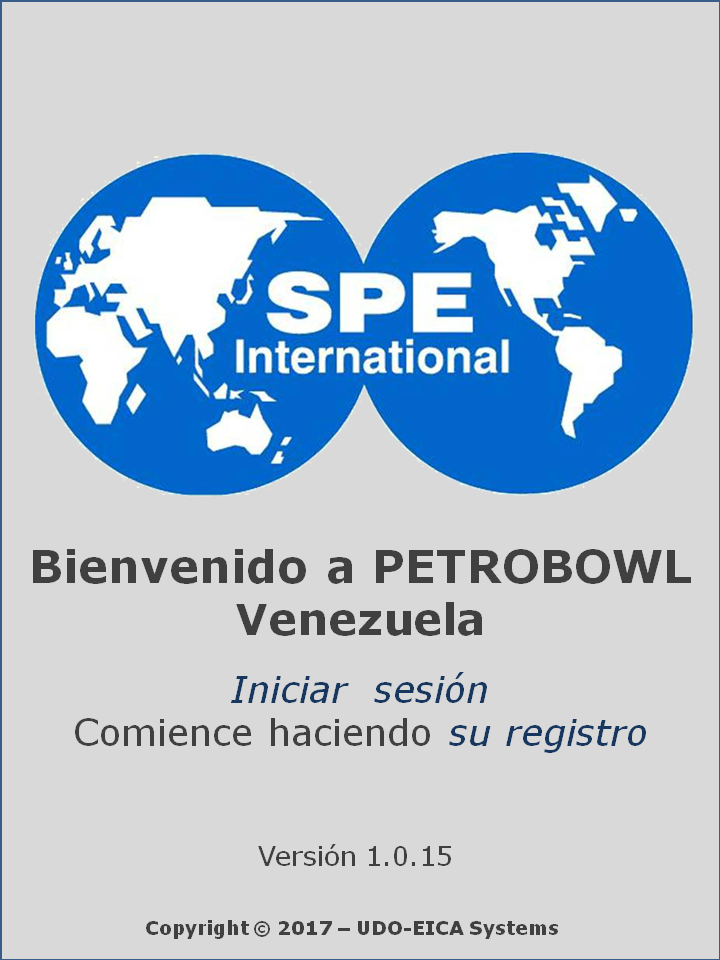 SPE
International
Bienvenido a PETROBOWL
Venezuela
Iniciar sesión
Comience haciendo su registro
Versión 1.0.15
Copyright © 2017 – UDO-EICA Systems